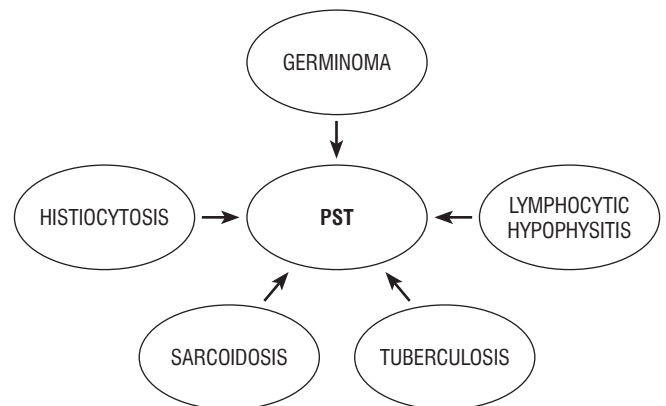 GERMINOMA
HISTIOCYTOSIS
PST
LYMPHOCYTIC
HYPOPHYSITIS
SARCOIDOSIS
TUBERCULOSIS